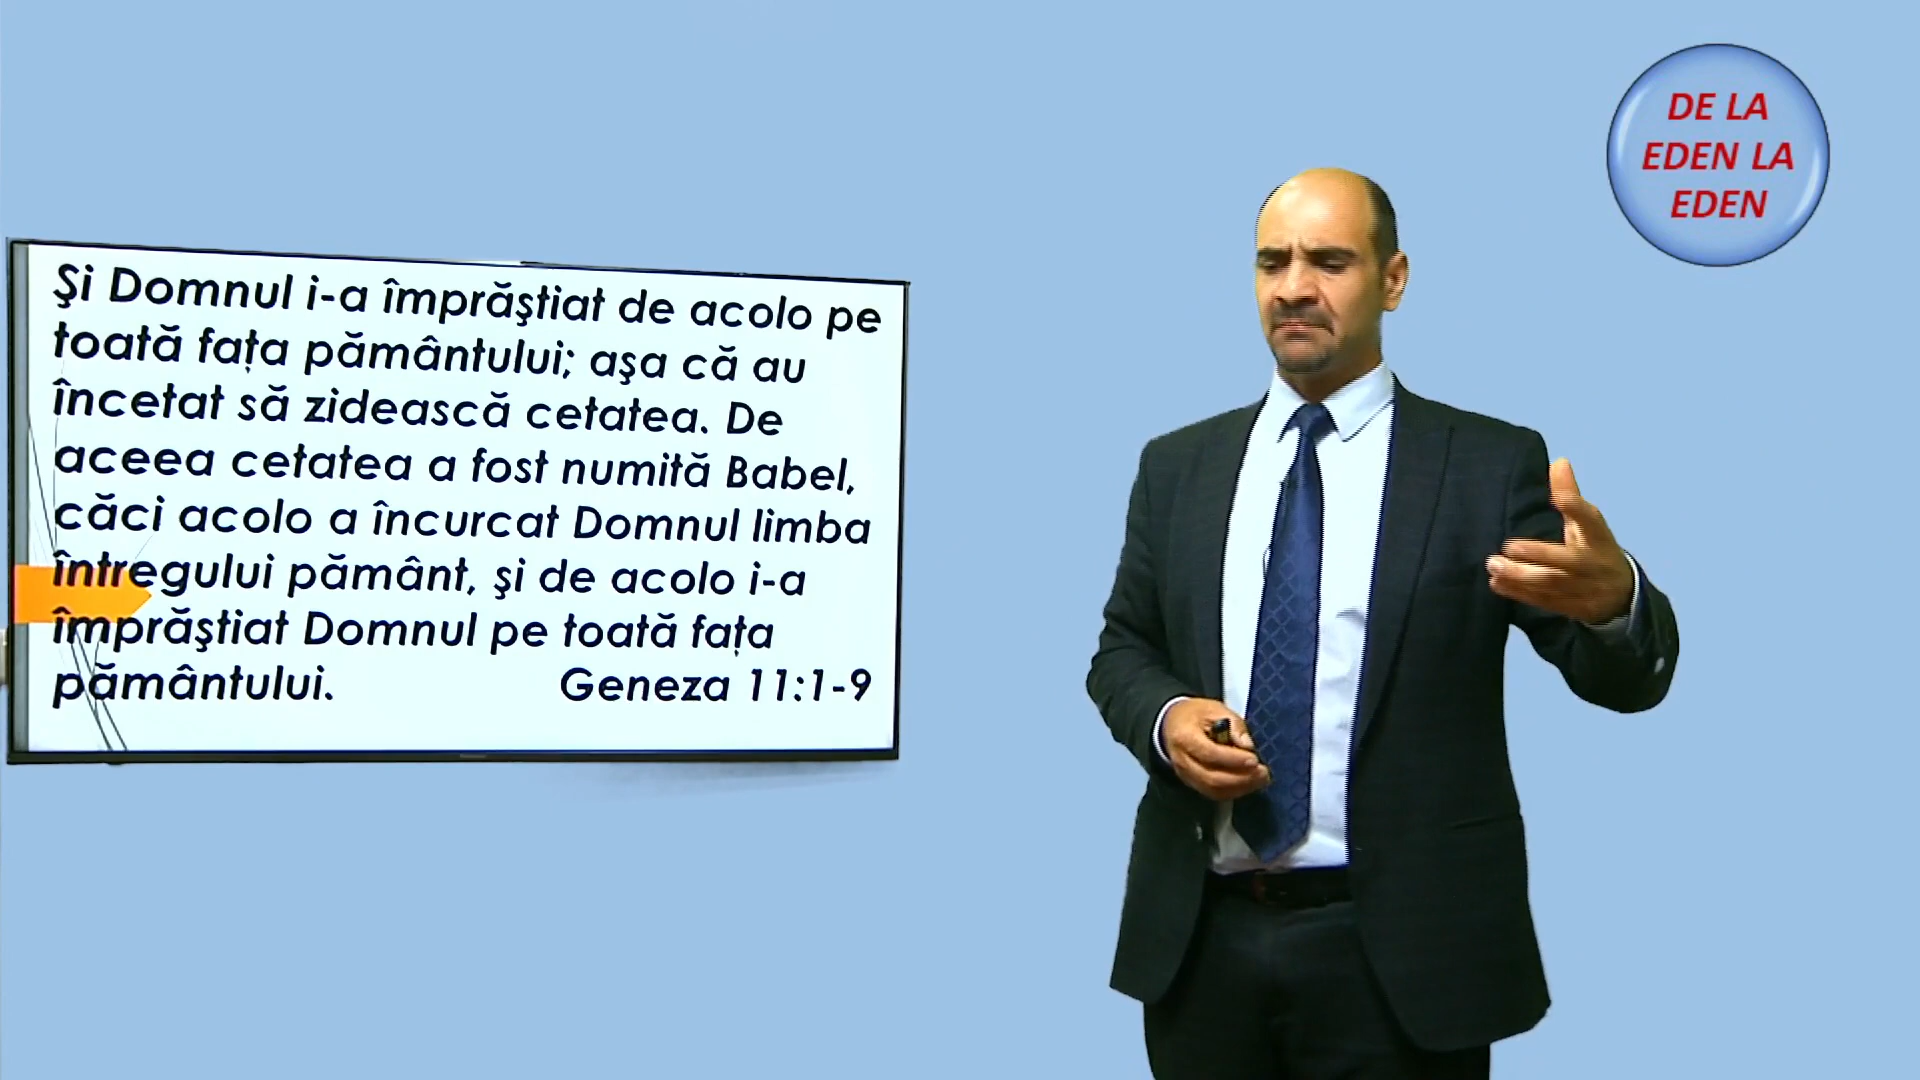 Şi Domnul i-a împrăştiat de acolo pe
toată faţa pământului; aşa că au
încetat să zidească cetatea. De
aceea cetatea a fost numită Babel,
căci acolo a încurcat Domnul limba
întregului pământ, şi de acolo i-a
împrăştiat Domnul pe toată faţa
pământului. Geneza 11:1-9
DE LA
EDEN LA
EDEN